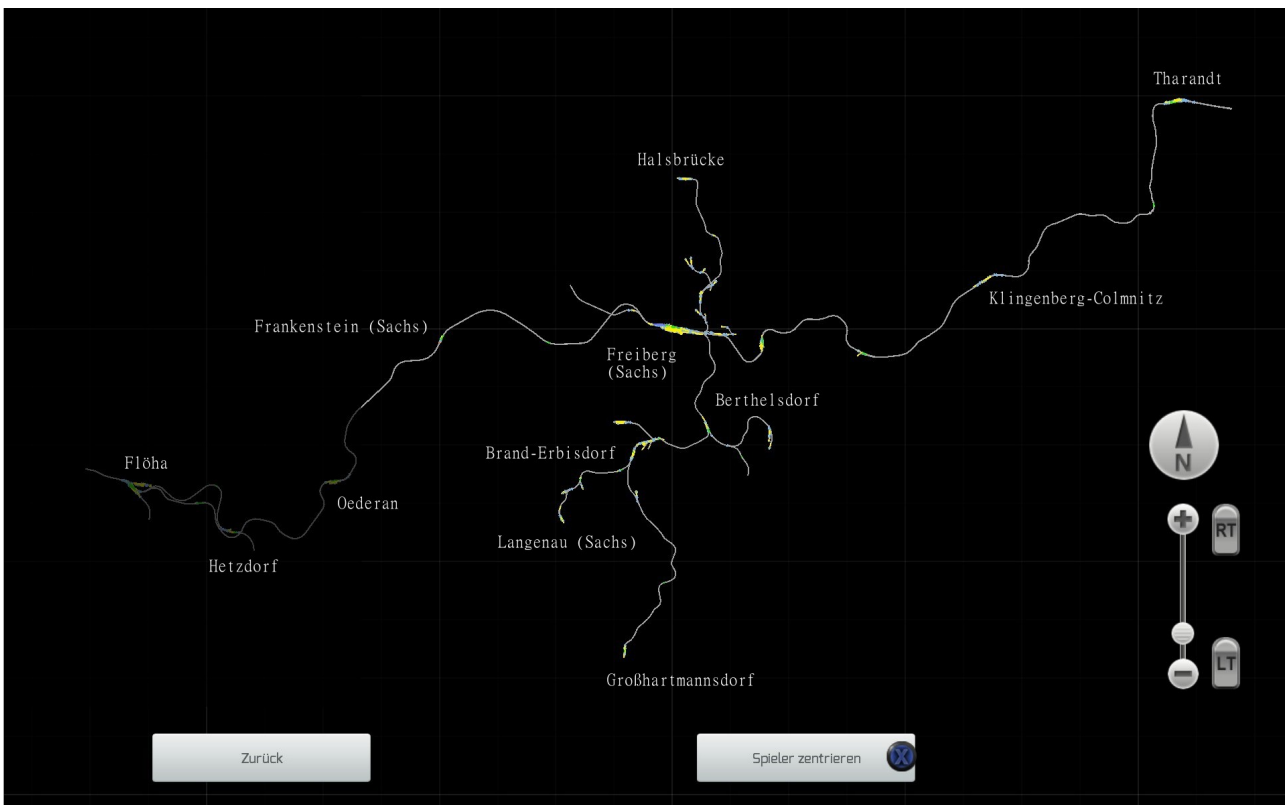 Tharandt
Halsbrücke
Klingenberg-Colmnitz
Frankenstein (Sachs)
Freiberg
(Sachs)
Berthelsdorf
Brand-Erbisdorf
Flöha
N
Oederan
RT
Langenau (Sachs)
Hetzdorf
LT
Großhartmannsdorf
Zurück
Spieler zentrieren
X